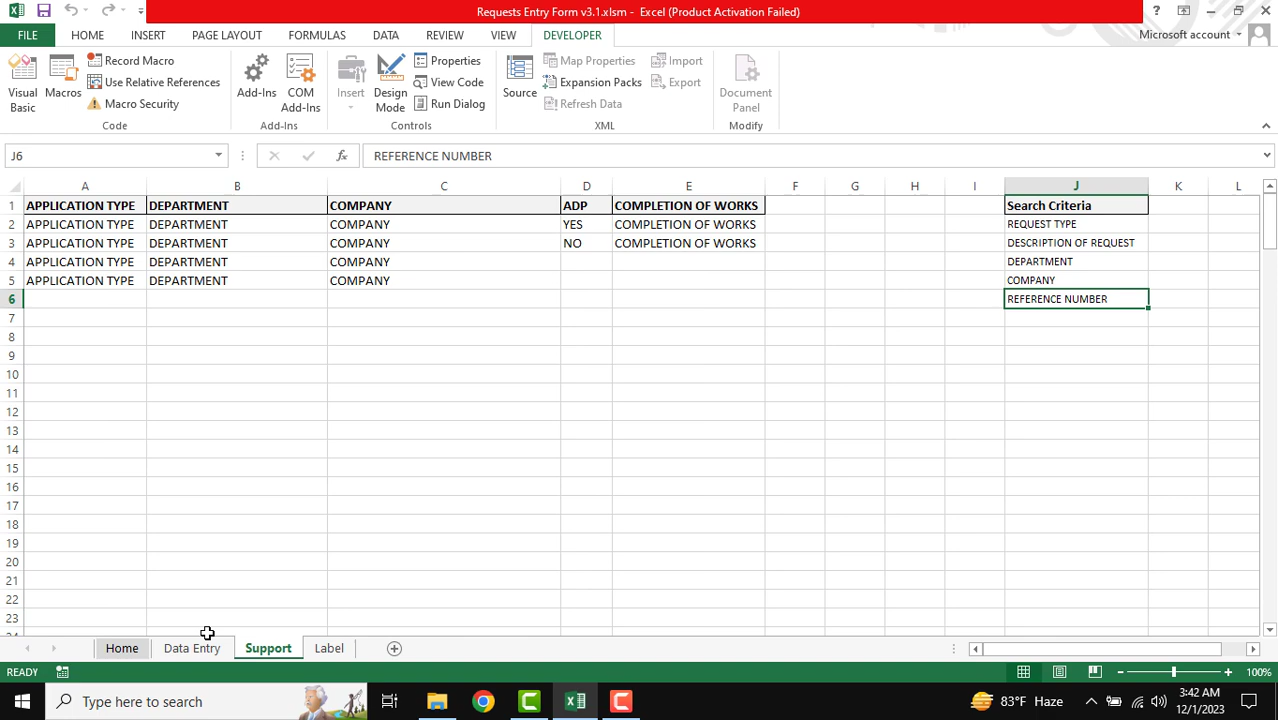 Requests Entry Form v3.1.xlsm - Excel (Product Activation Failed)
?
FILE HOME INSERT PAGE LAYOUT FORMULAS DATA REVIEW VIEW DEVELOPER Microsoft account
Visual Basic
Macros
Record Macro
Use Relative References
Macro Security
Code
Add-Ins
COM Add-Ins
Add-Ins
Insert
Design Mode
Properties
View Code
Run Dialog
Controls
Source
Map Properties
Expansion Packs
Refresh Data
Import
Export
XML
Document Panel
Modify
J6 fx REFERENCE NUMBER
A B C D E F G H I J K L
1 APPLICATION TYPE DEPARTMENT COMPANY ADP COMPLETION OF WORKS Search Criteria
2 APPLICATION TYPE DEPARTMENT COMPANY YES COMPLETION OF WORKS REQUEST TYPE
3 APPLICATION TYPE DEPARTMENT COMPANY NO COMPLETION OF WORKS DESCRIPTION OF REQUEST
4 APPLICATION TYPE DEPARTMENT COMPANY DEPARTMENT
5 APPLICATION TYPE DEPARTMENT COMPANY COMPANY
6 REFERENCE NUMBER
7
8
9
10
11
12
13
14
15
16
17
18
19
20
21
22
23
Home Data Entry Support Label
READY 100%
Type here to search 83°F Haze 3:42 AM
12/1/2023